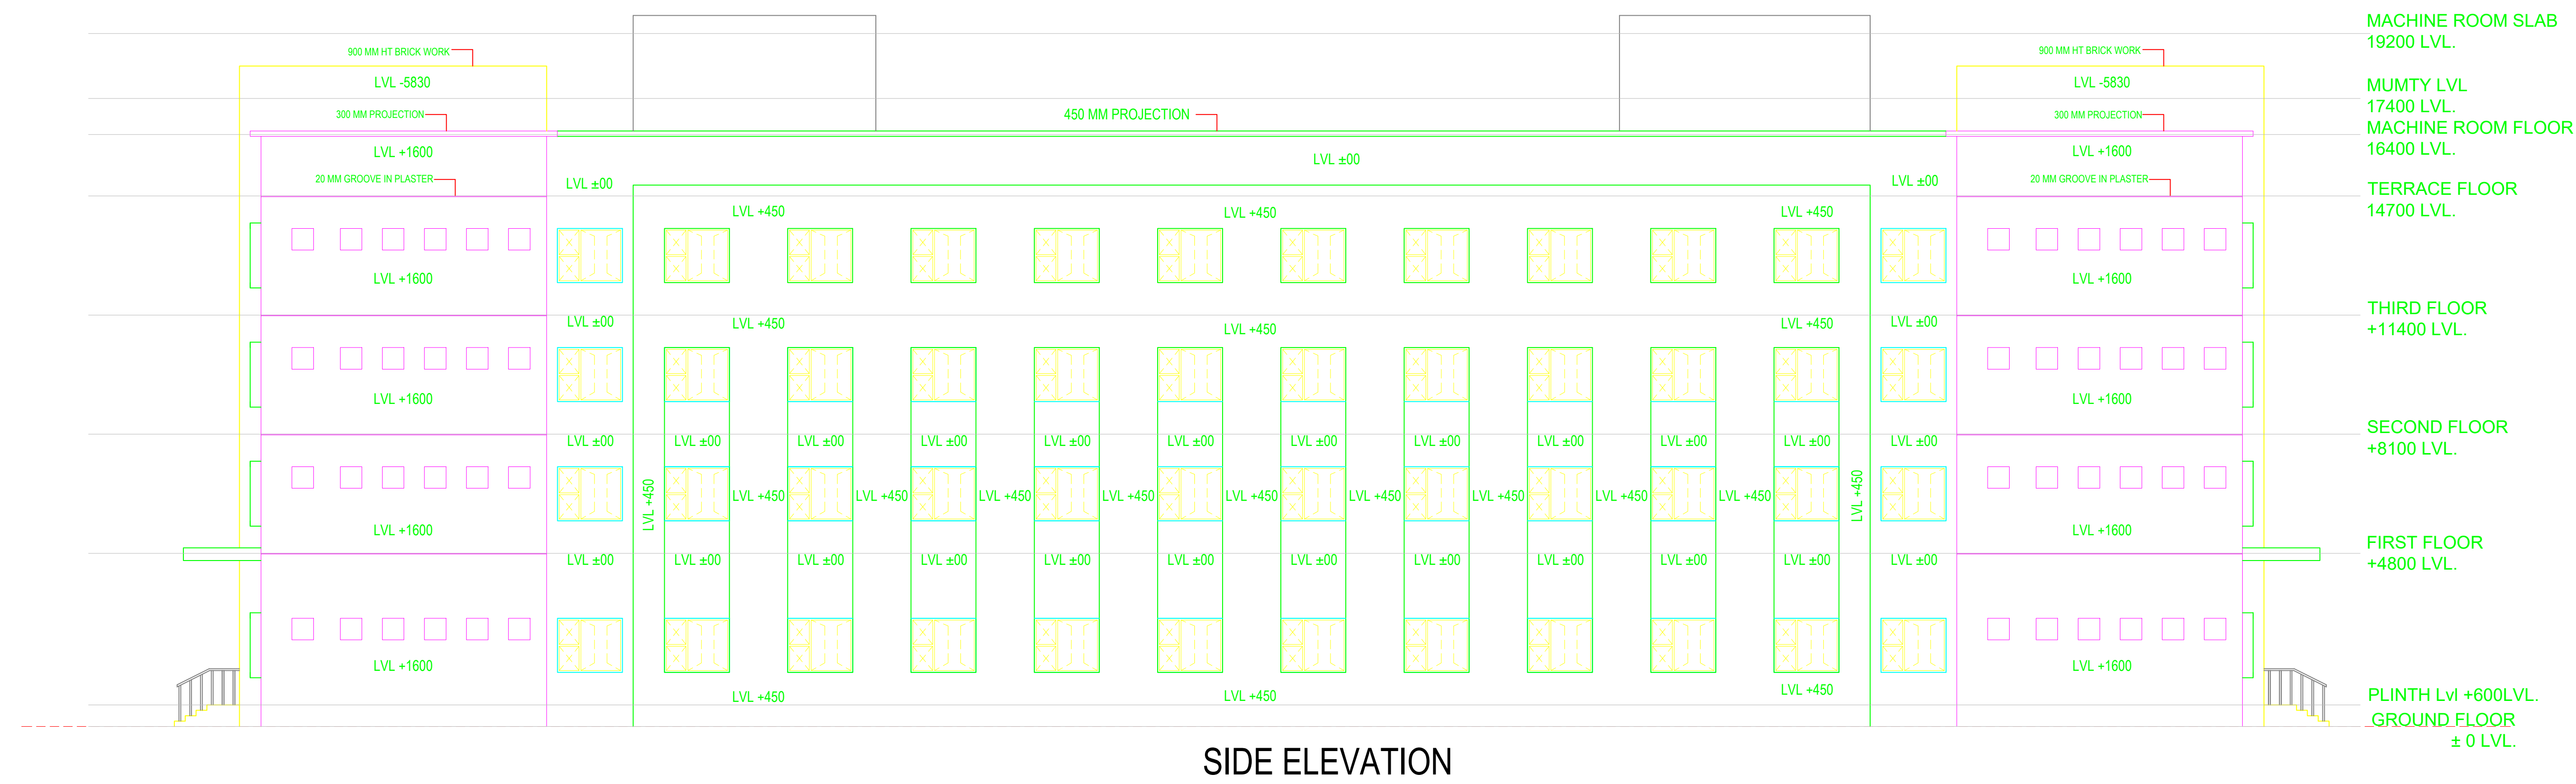 MACHINE ROOM SLAB
19200 LVL.
900 MM HT BRICK WORK
900 MM HT BRICK WORK
LVL -5830
LVL -5830
MUMTY LVL
17400 LVL.
300 MM PROJECTION
450 MM PROJECTION
300 MM PROJECTION
MACHINE ROOM FLOOR
16400 LVL.
LVL +1600
LVL ±00
LVL +1600
20 MM GROOVE IN PLASTER
LVL ±00
LVL ±00
20 MM GROOVE IN PLASTER
TERRACE FLOOR
14700 LVL.
LVL +450
LVL +450
LVL +450
LVL +1600
LVL +1600
THIRD FLOOR
+11400 LVL.
LVL ±00
LVL +450
LVL +450
LVL +450
LVL ±00
LVL +1600
LVL +1600
SECOND FLOOR
+8100 LVL.
LVL ±00
LVL ±00
LVL ±00
LVL ±00
LVL ±00
LVL ±00
LVL ±00
LVL ±00
LVL ±00
LVL ±00
LVL ±00
LVL ±00
LVL +450
LVL +450
LVL +450
LVL +450
LVL +450
LVL +450
LVL +450
LVL +450
LVL +450
LVL +450
LVL +450
LVL +1600
LVL +1600
FIRST FLOOR
+4800 LVL.
LVL ±00
LVL ±00
LVL ±00
LVL ±00
LVL ±00
LVL ±00
LVL ±00
LVL ±00
LVL ±00
LVL ±00
LVL ±00
LVL ±00
LVL +1600
LVL +1600
LVL +450
LVL +450
LVL +450
PLINTH Lvl +600LVL.
GROUND FLOOR
± 0 LVL.
SIDE ELEVATION